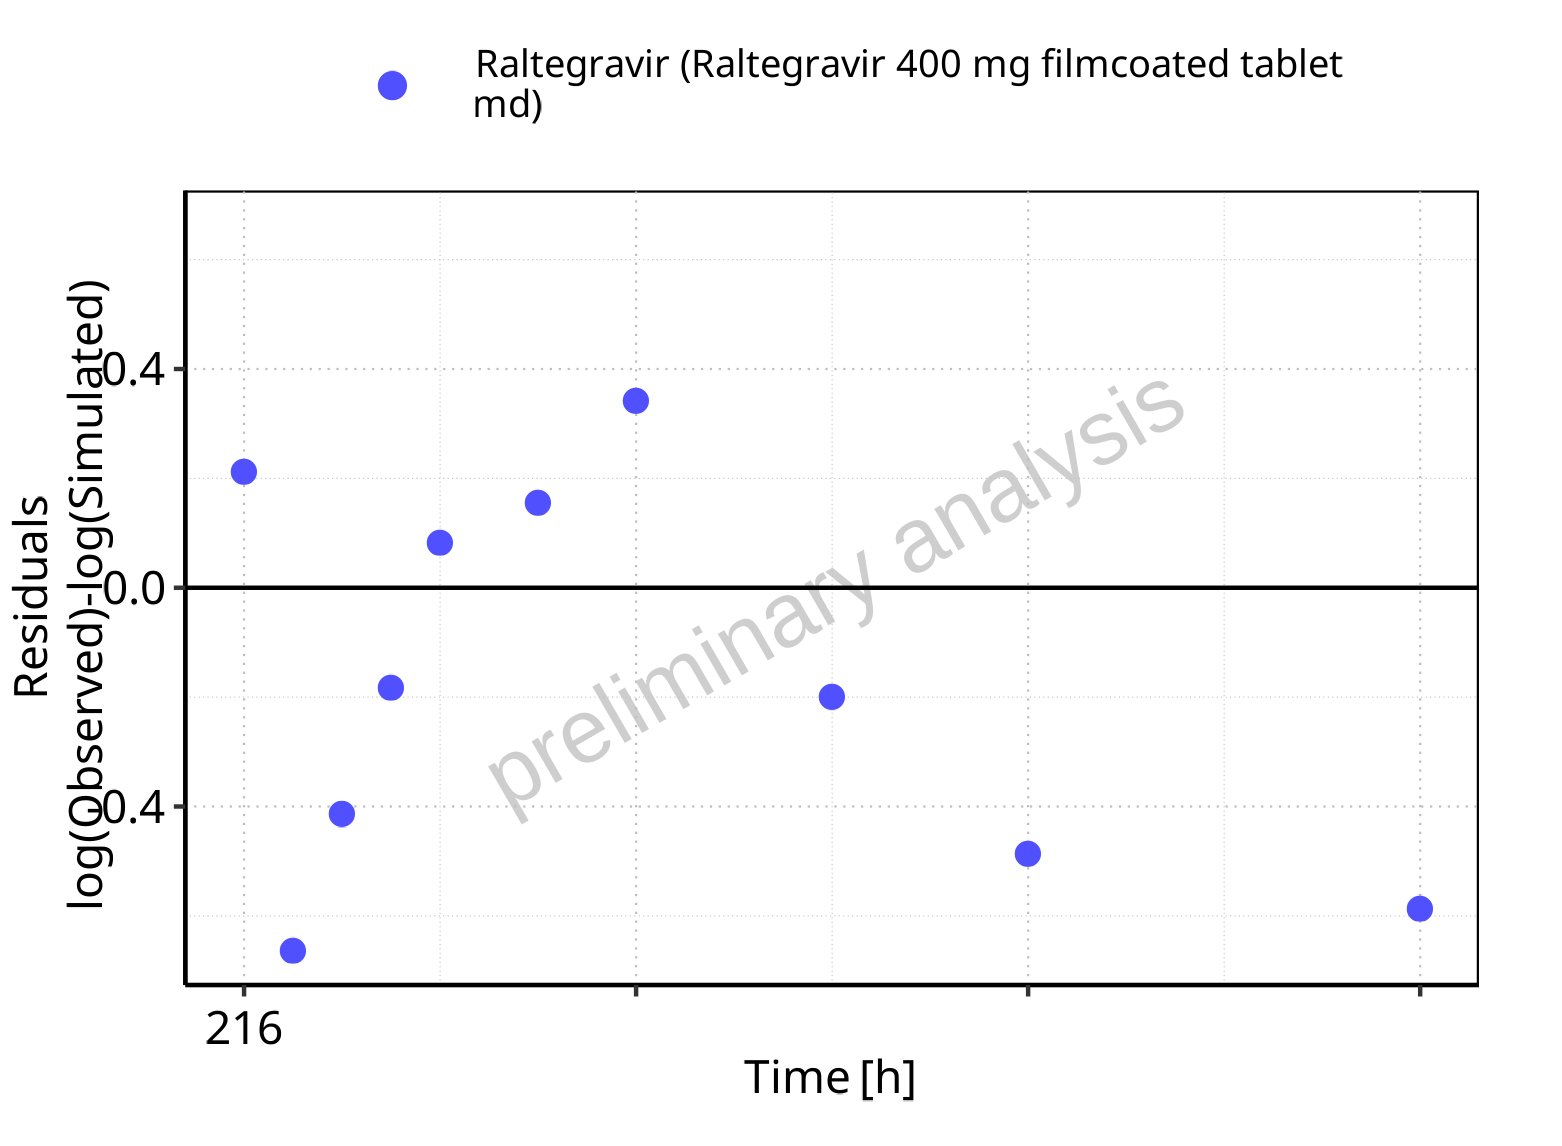 Raltegravir (Raltegravir 400 mg filmcoated tablet
md)
Residuals
log(Observed)-log(Simulated)
0.4
0.0
-0.4
preliminary analysis
216
Time [h]